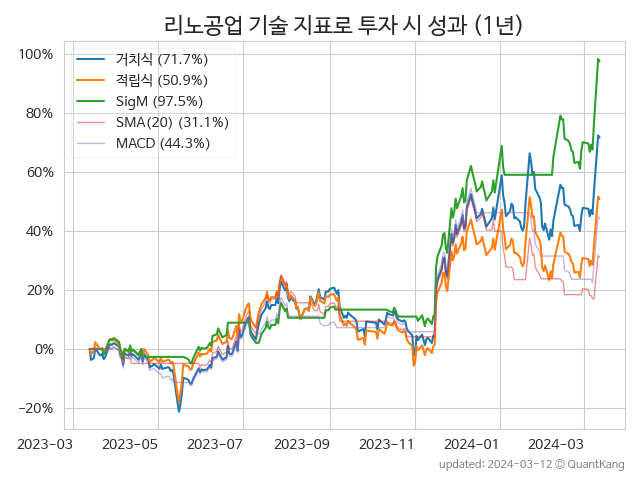 리노공업 기술 지표로 투자 시 성과 (1년)
100%
80%
60%
40%
20%
0%
−20%
거치식 (71.7%)
적립식 (50.9%)
SigM (97.5%)
SMA(20) (31.1%)
MACD (44.3%)
2023-03 2023-05 2023-07 2023-09 2023-11 2024-01 2024-03
updated: 2024-03-12 © QuantKang